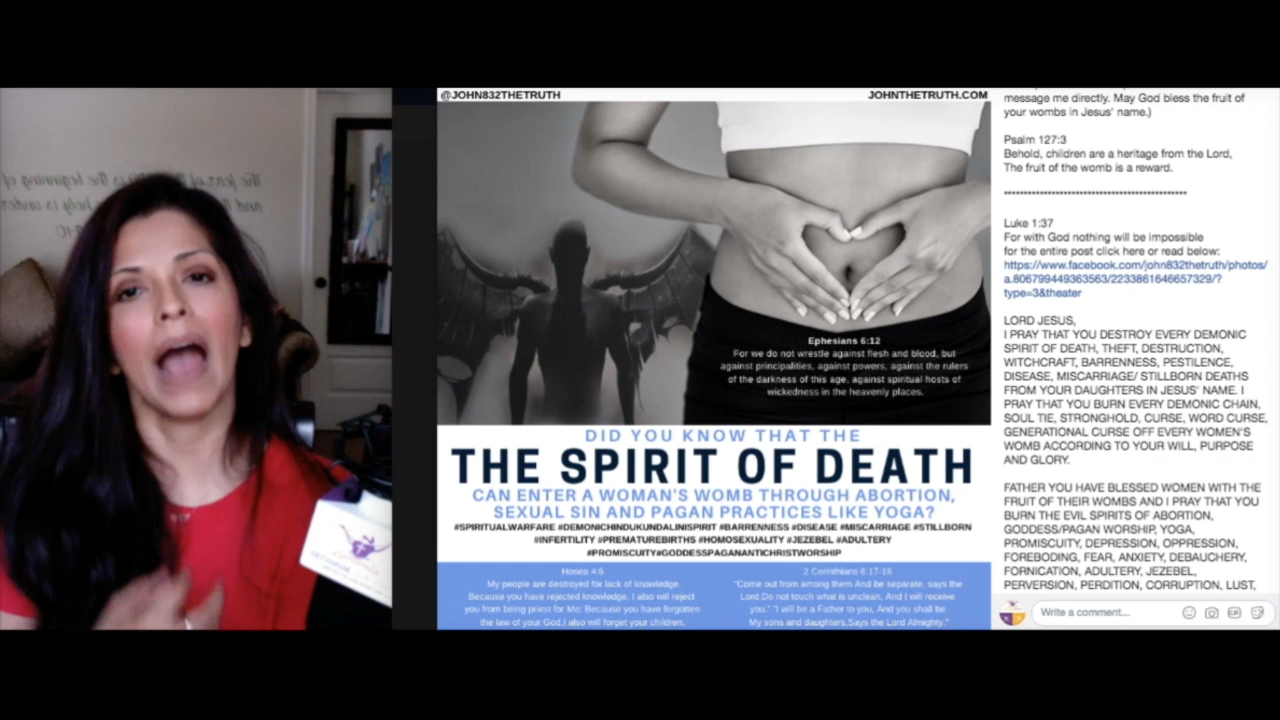 @JOHN832THETRUTH
JOHNTHETRUTH.COM
Ephesians 6:12
For we do not wrestle against flesh and blood, but
against principalities, against powers, against the rulers
of the darkness of this age, against spiritual hosts of
wickedness in the heavenly places.
DID YOU KNOW THAT THE
THE SPIRIT OF DEATH
CAN ENTER A WOMAN'S WOMB THROUGH ABORTION,
SEXUAL SIN AND PAGAN PRACTICES LIKE YOGA?
#SPIRITUALWARFARE #DEMONICHINDUKUNDALINISPIRIT #BARRENNESS #DISEASE #MISCARRIAGE #STILLBORN
#INFERTILITY #PREMATUREBIRTHS #HOMOSEXUALITY #JEZEBEL #ADULTERY
#PROMISCUITY#GODDESSPAGANANTICHRISTWORSHIP
Hosea 4:6
My people are destroyed for lack of knowledge.
Because you have rejected knowledge, I also will reject
you from being priest for Me; Because you have forgotten
the law of your God,I also will forget your children.
2 Corinthians 6:17-18
"Come out from among them And be separate, says the
Lord.Do not touch what is unclean, And I will receive
you." "I will be a Father to you, And you shall be
My sons and daughters,Says the Lord Almighty."
message me directly. May God bless the fruit of
your wombs in Jesus' name.)
Psalm 127:3
Behold, children are a heritage from the Lord,
The fruit of the womb is a reward.
***********************************************
Luke 1:37
For with God nothing will be impossible
for the entire post click here or read below:
https://www.facebook.com/john832thetruth/photos/
a.806799449363563/2233861646657329/?
type=3&theater
LORD JESUS,
I PRAY THAT YOU DESTROY EVERY DEMONIC
SPIRIT OF DEATH, THEFT, DESTRUCTION,
WITCHCRAFT, BARRENNESS, PESTILENCE,
DISEASE, MISCARRIAGE/ STILLBORN DEATHS
FROM YOUR DAUGHTERS IN JESUS' NAME. I
PRAY THAT YOU BURN EVERY DEMONIC CHAIN,
SOUL TIE, STRONGHOLD, CURSE, WORD CURSE,
GENERATIONAL CURSE OFF EVERY WOMEN'S
WOMB ACCORDING TO YOUR WILL, PURPOSE
AND GLORY.
FATHER YOU HAVE BLESSED WOMEN WITH THE
FRUIT OF THEIR WOMBS AND I PRAY THAT YOU
BURN THE EVIL SPIRITS OF ABORTION,
GODDESS/PAGAN WORSHIP, YOGA,
PROMISCUITY, DEPRESSION, OPPRESSION,
FOREBODING, FEAR, ANXIETY, DEBAUCHERY,
FORNICATION, ADULTERY, JEZEBEL,
PERVERSION, PERDITION, CORRUPTION, LUST,
Write a comment...
GIF